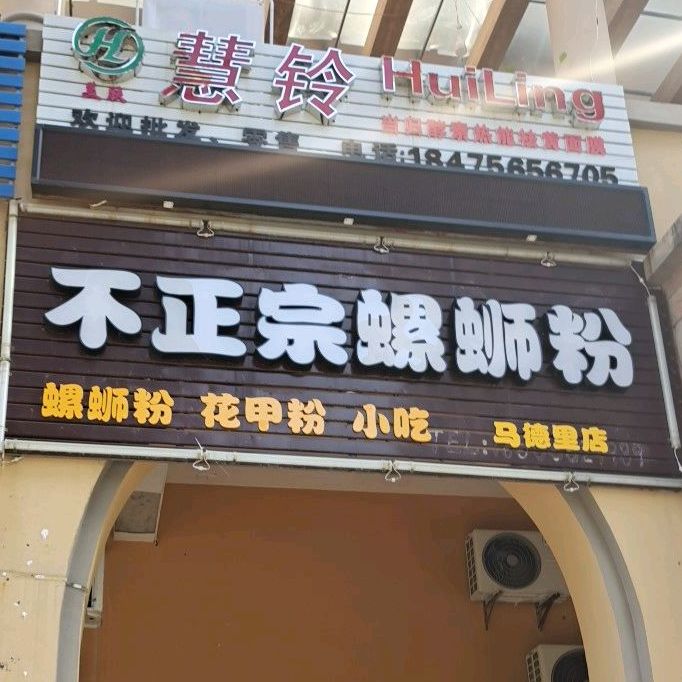 HL
慧铃 HuiLing
欢迎批发、零售 电话:18475656705
不正宗螺蛳粉
螺蛳粉 花甲粉 小吃 马德里店